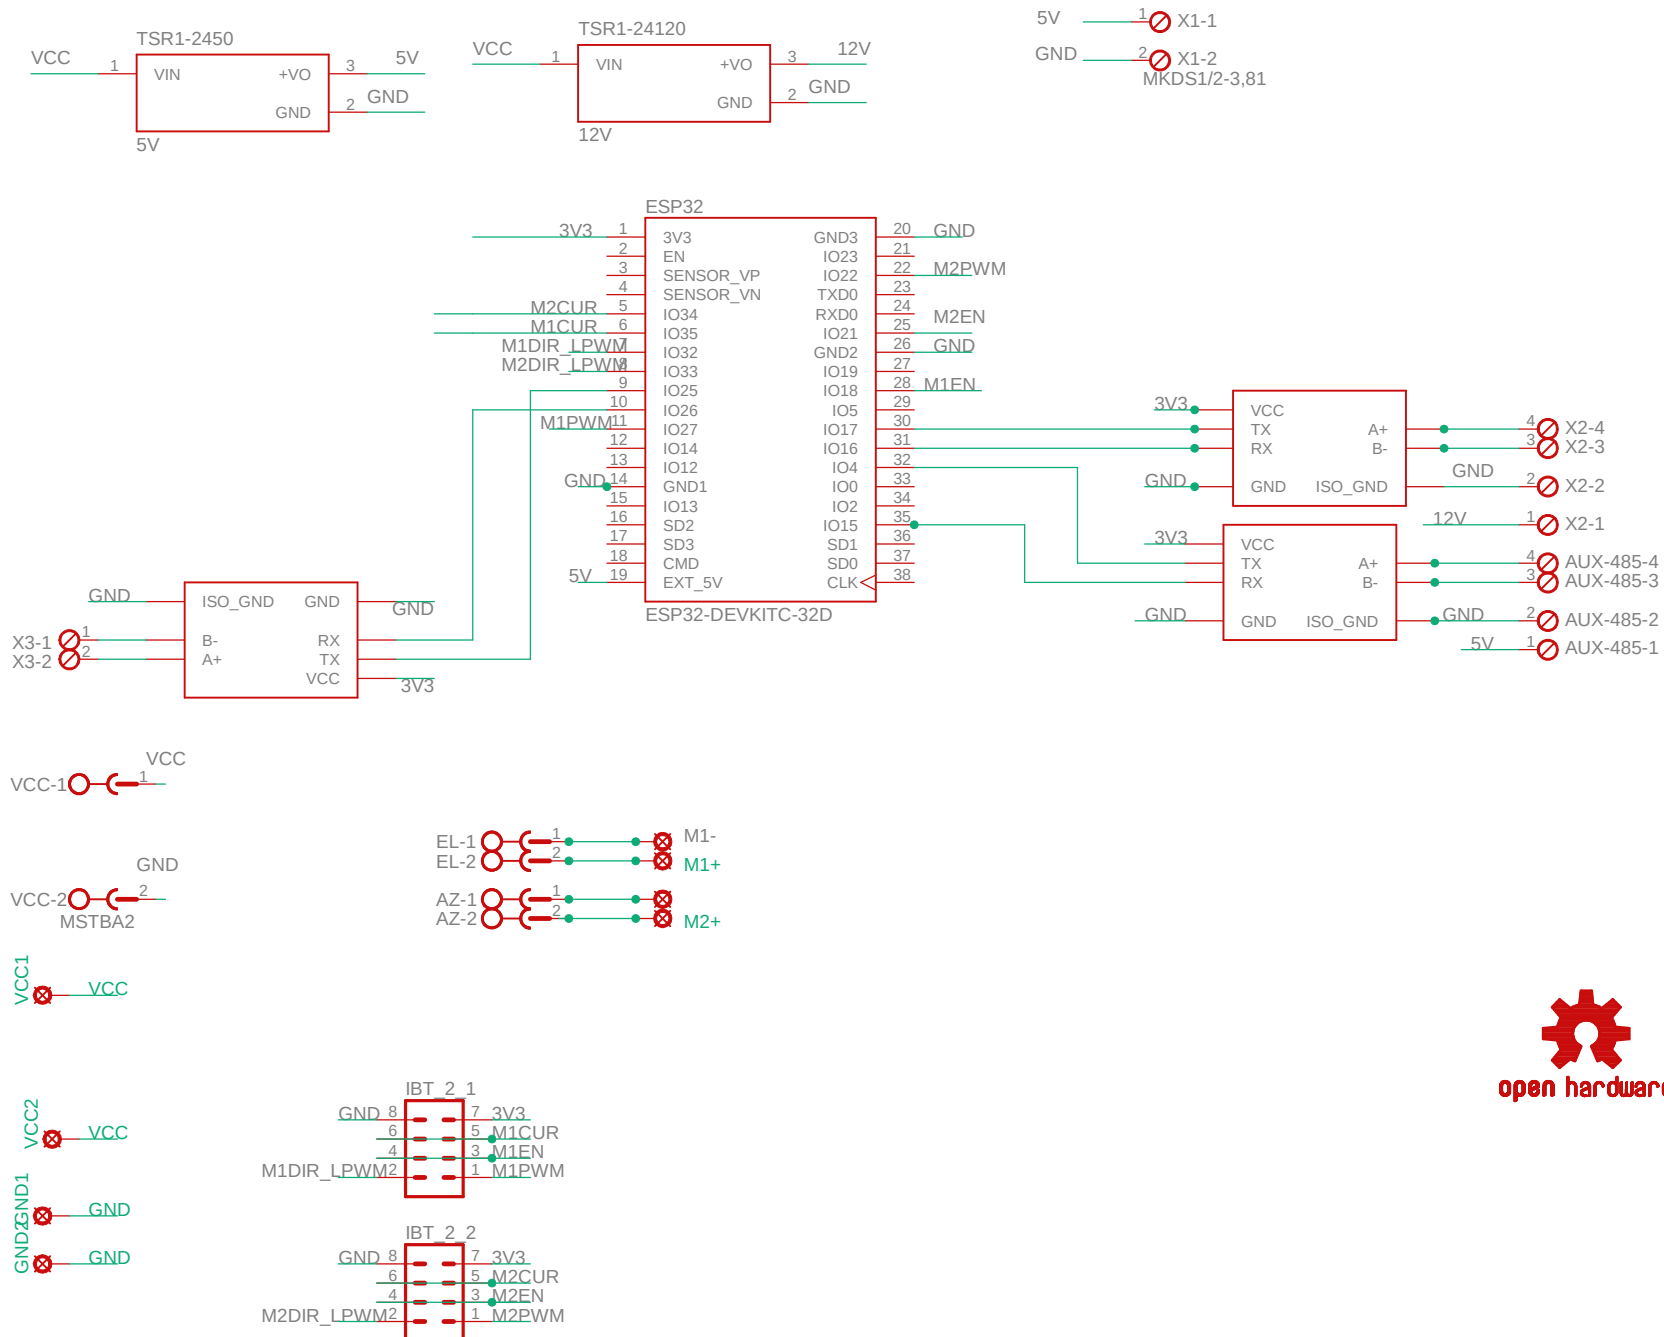 TSR1-2450
VCC 1 VIN +VO 3 5V
GND 2 GND
5V
TSR1-24120
VCC 1 VIN +VO 3 12V
GND 2 GND
12V
5V 1 X1-1
GND 2 X1-2
MKDS1/2-3,81
ESP32
3V3 1 3V3 GND3 20 GND
2 EN IO23 21
3 SENSOR_VP IO22 22 M2PWM
4 SENSOR_VN TXD0 23
M2CUR 5 IO34 RXD0 24
M1CUR 6 IO35 IO21 25 M2EN
M1DIR_LPWM 7 IO32 GND2 26 GND
M2DIR_LPWM 8 IO33 IO19 27
9 IO25 IO18 28 M1EN
10 IO26 IO5 29
M1PWM 11 IO27 IO17 30
12 IO14 IO16 31
13 IO12 IO4 32
GND 14 GND1 IO0 33
15 IO13 IO2 34
16 SD2 IO15 35
17 SD3 SD1 36
18 CMD SD0 37
5V 19 EXT_5V CLK 38
ESP32-DEVKITC-32D
3V3 VCC
TX A+ 4 X2-4
RX B- 3 X2-3
GND GND ISO_GND GND 2 X2-2
12V 1 X2-1
3V3 VCC
TX A+ 4 AUX-485-4
RX B- 3 AUX-485-3
GND GND ISO_GND GND 2 AUX-485-2
5V 1 AUX-485-1
GND ISO_GND GND GND
X3-1 1 B- RX
X3-2 2 A+ TX
VCC 3V3
VCC
VCC-1 1
GND
VCC-2 2
MSTBA2
EL-1 1 M1-
EL-2 2 M1+
AZ-1 1
AZ-2 2 M2+
VCC1 VCC
VCC2 VCC
GND1 GND
GND2 GND
IBT_2_1
GND 8 7 3V3
6 5 M1CUR
4 3 M1EN
M1DIR_LPWM 2 1 M1PWM
IBT_2_2
GND 8 7 3V3
6 5 M2CUR
4 3 M2EN
M2DIR_LPWM 2 1 M2PWM
open hardware